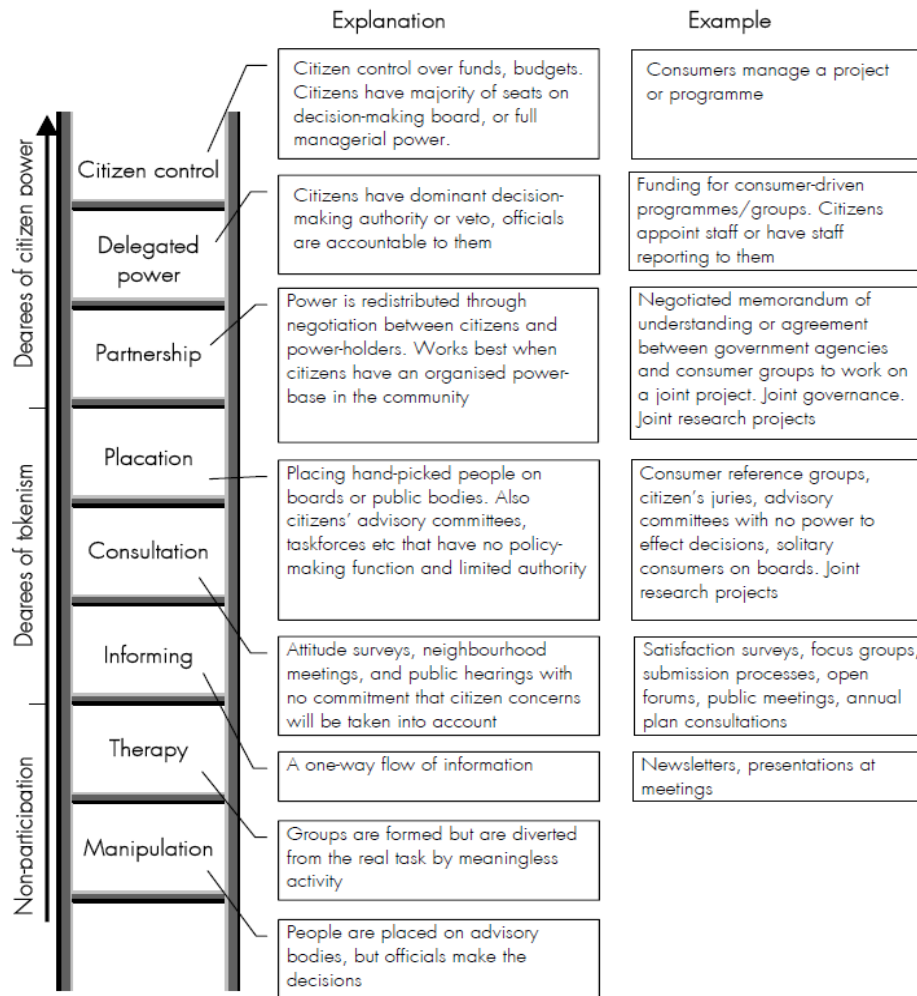 Explanation
Example
Citizen control over funds, budgets.
Citizens have majority of seats on
decision-making board, or full
managerial power.
Consumers manage a project
or programme
Citizen control
Citizens have dominant decision-
making authority or veto, officials
are accountable to them
Funding for consumer-driven
programmes/groups. Citizens
appoint staff or have staff
reporting to them
Delegated
power
Power is redistributed through
negotiation between citizens and
power-holders. Works best when
citizens have an organised power-
base in the community
Negotiated memorandum of
understanding or agreement
between government agencies
and consumer groups to work on
a joint project. Joint governance.
Joint research projects
Partnership
Dearees of citizen power
Placation
Placing hand-picked people on
boards or public bodies. Also
citizens' advisory committees,
taskforces etc that have no policy-
making function and limited authority
Consumer reference groups,
citizen's juries, advisory
committees with no power to
effect decisions, solitary
consumers on boards. Joint
research projects
Consultation
Attitude surveys, neighbourhood
meetings, and public hearings with
no commitment that citizen concerns
will be taken into account
Satisfaction surveys, focus groups,
submission processes, open
forums, public meetings, annual
plan consultations
Informing
Dearees of tokenism
A one-way flow of information
Newsletters, presentations at
meetings
Therapy
Groups are formed but are diverted
from the real task by meaningless
activity
Manipulation
People are placed on advisory
bodies, but officials make the
decisions
Non-participation